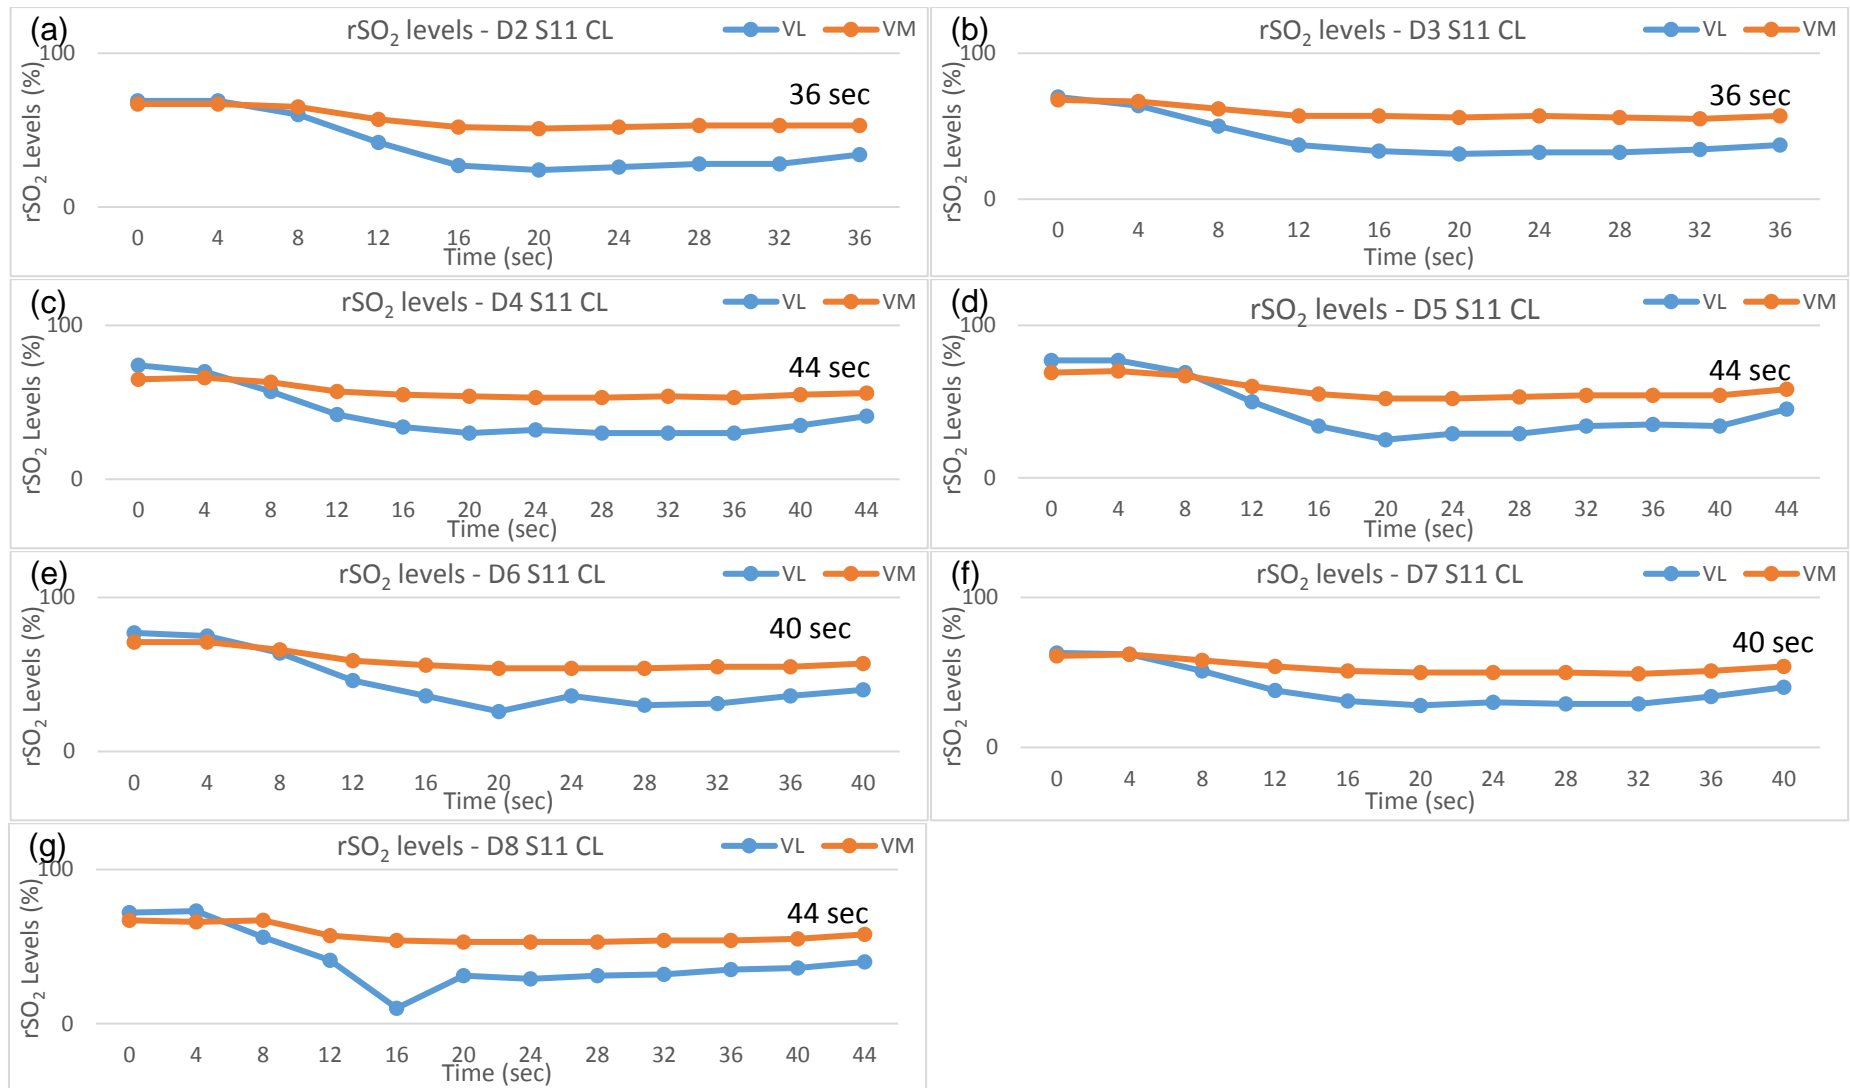 (a) rSO2 levels - D2 S11 CL VL VM
100
36 sec
rSO2 Levels (%)
0
0 4 8 12 16 20 24 28 32 36
Time (sec)
(b) rSO2 levels - D3 S11 CL VL VM
100
36 sec
rSO2 Levels (%)
0
0 4 8 12 16 20 24 28 32 36
Time (sec)
(c) rSO2 levels - D4 S11 CL VL VM
100
44 sec
rSO2 Levels (%)
0
0 4 8 12 16 20 24 28 32 36 40 44
Time (sec)
(d) rSO2 levels - D5 S11 CL VL VM
100
44 sec
rSO2 Levels (%)
0
0 4 8 12 16 20 24 28 32 36 40 44
Time (sec)
(e) rSO2 levels - D6 S11 CL VL VM
100
40 sec
rSO2 Levels (%)
0
0 4 8 12 16 20 24 28 32 36 40
Time (sec)
(f) rSO2 levels - D7 S11 CL VL VM
100
40 sec
rSO2 Levels (%)
0
0 4 8 12 16 20 24 28 32 36 40
Time (sec)
(g) rSO2 levels - D8 S11 CL VL VM
100
44 sec
rSO2 Levels (%)
0
0 4 8 12 16 20 24 28 32 36 40 44
Time (sec)